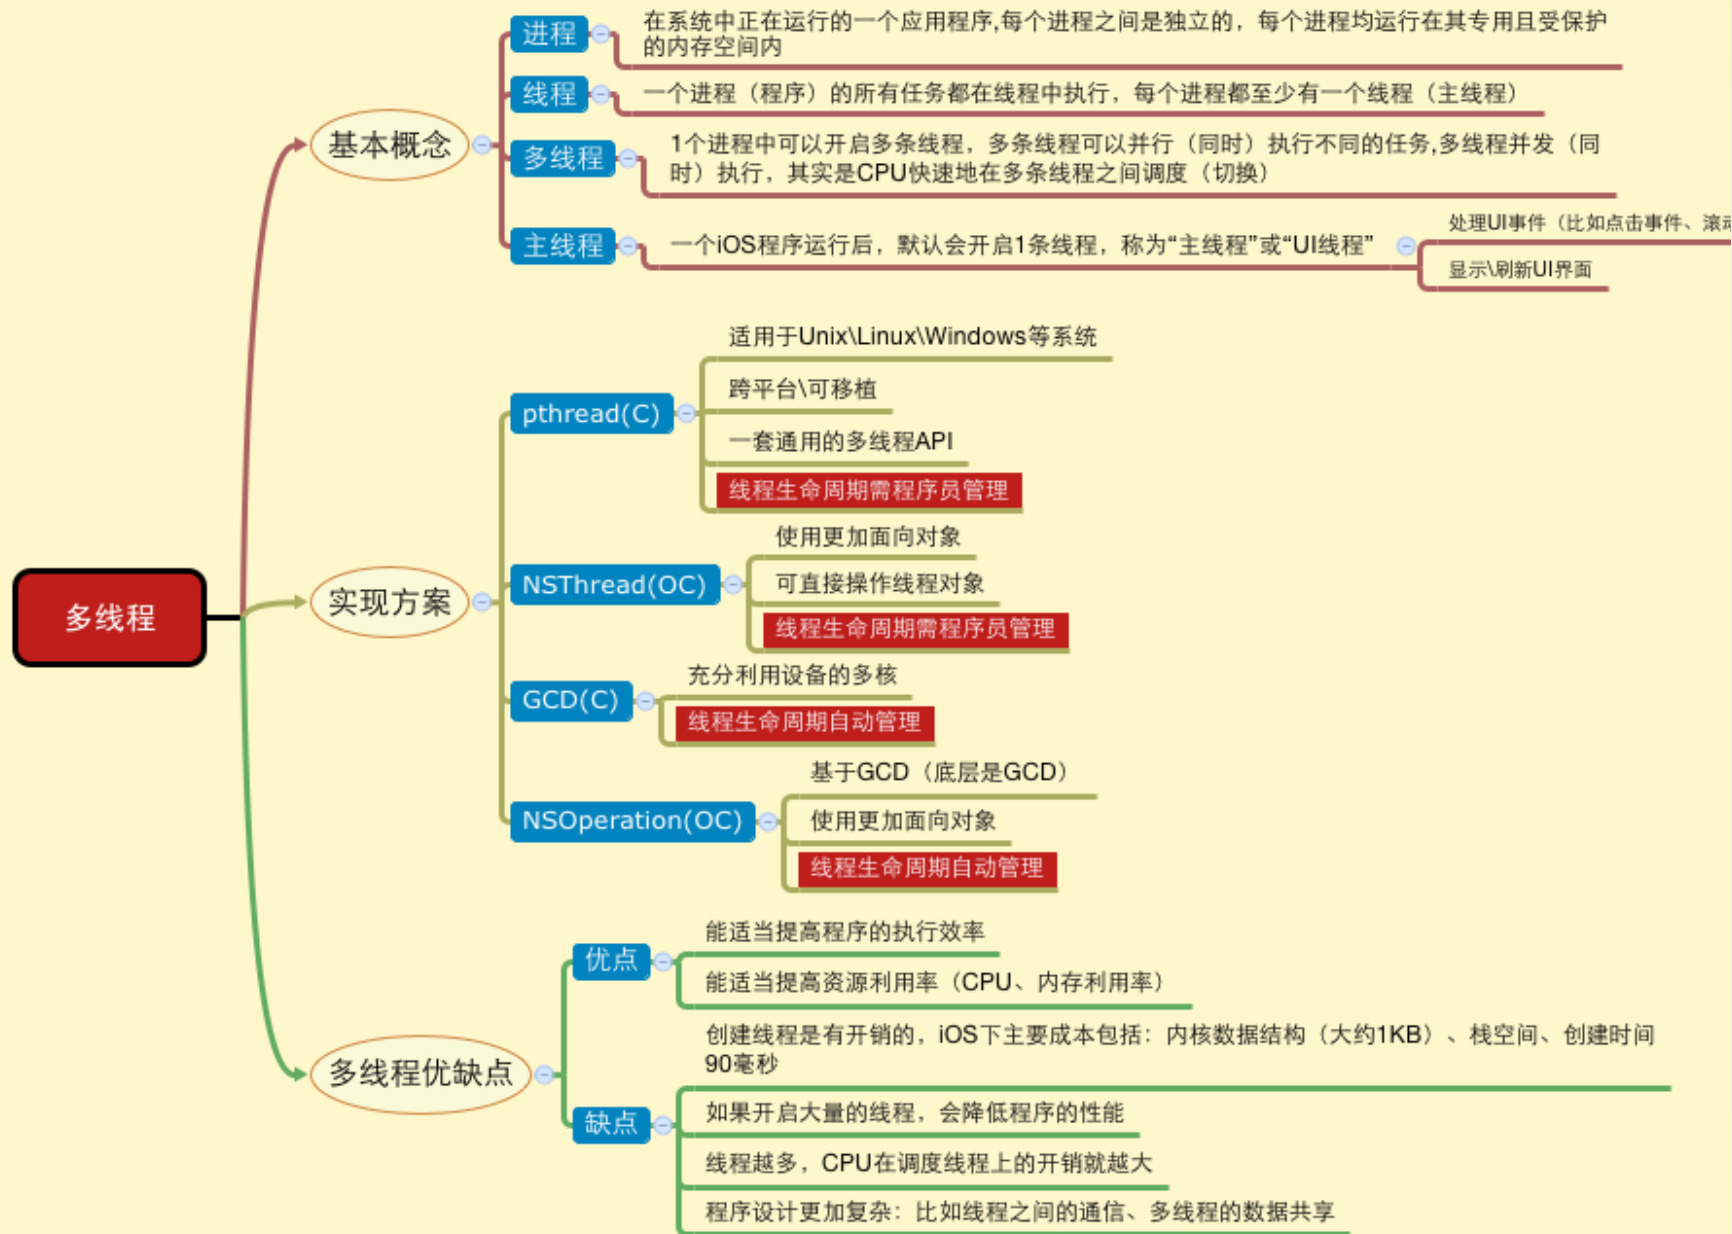 多线程
基本概念
进程
在系统中正在运行的一个应用程序,每个进程之间是独立的，每个进程均运行在其专用且受保护
的内存空间内
线程
一个进程（程序）的所有任务都在线程中执行，每个进程都至少有一个线程（主线程）
多线程
1个进程中可以开启多条线程，多条线程可以并行（同时）执行不同的任务,多线程并发（同
时）执行，其实是CPU快速地在多条线程之间调度（切换）
主线程
一个iOS程序运行后，默认会开启1条线程，称为“主线程”或“UI线程”
处理UI事件（比如点击事件、滚
显示\刷新UI界面
实现方案
pthread(C)
适用于Unix\Linux\Windows等系统
跨平台\可移植
一套通用的多线程API
线程生命周期需程序员管理
NSThread(OC)
使用更加面向对象
可直接操作线程对象
线程生命周期需程序员管理
GCD(C)
充分利用设备的多核
线程生命周期自动管理
NSOperation(OC)
基于GCD（底层是GCD）
使用更加面向对象
线程生命周期自动管理
多线程优缺点
优点
能适当提高程序的执行效率
能适当提高资源利用率（CPU、内存利用率）
缺点
创建线程是有开销的，iOS下主要成本包括：内核数据结构（大约1KB）、栈空间、创建时间
90毫秒
如果开启大量的线程，会降低程序的性能
线程越多，CPU在调度线程上的开销就越大
程序设计更加复杂：比如线程之间的通信、多线程的数据共享